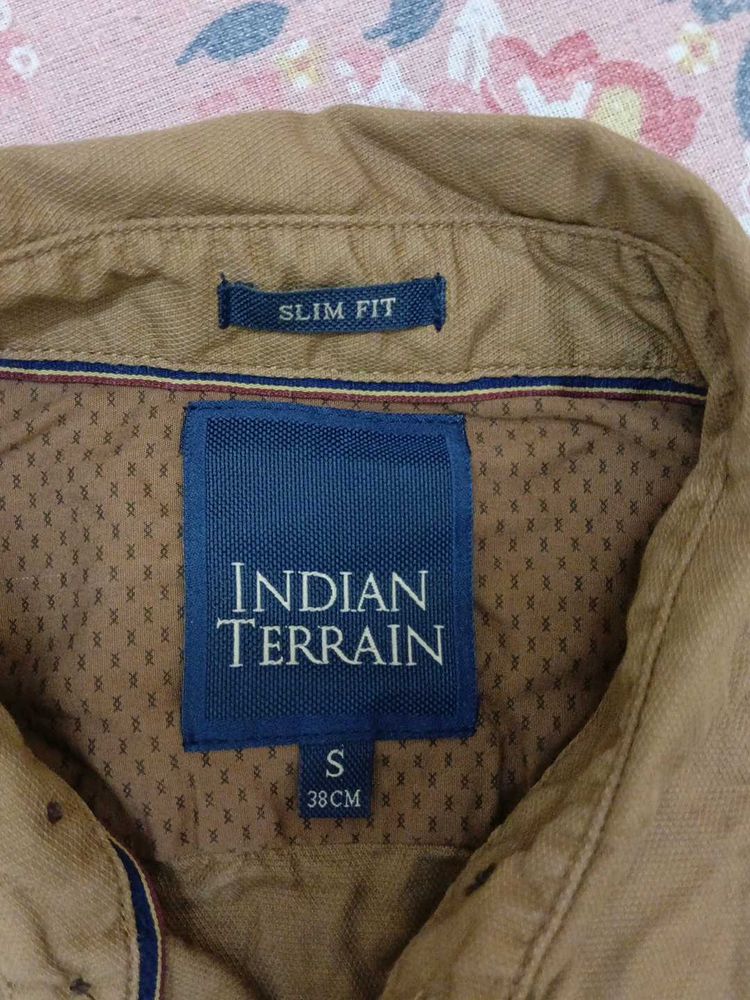 SLIM FIT
INDIAN
TERRAIN
S
38CM